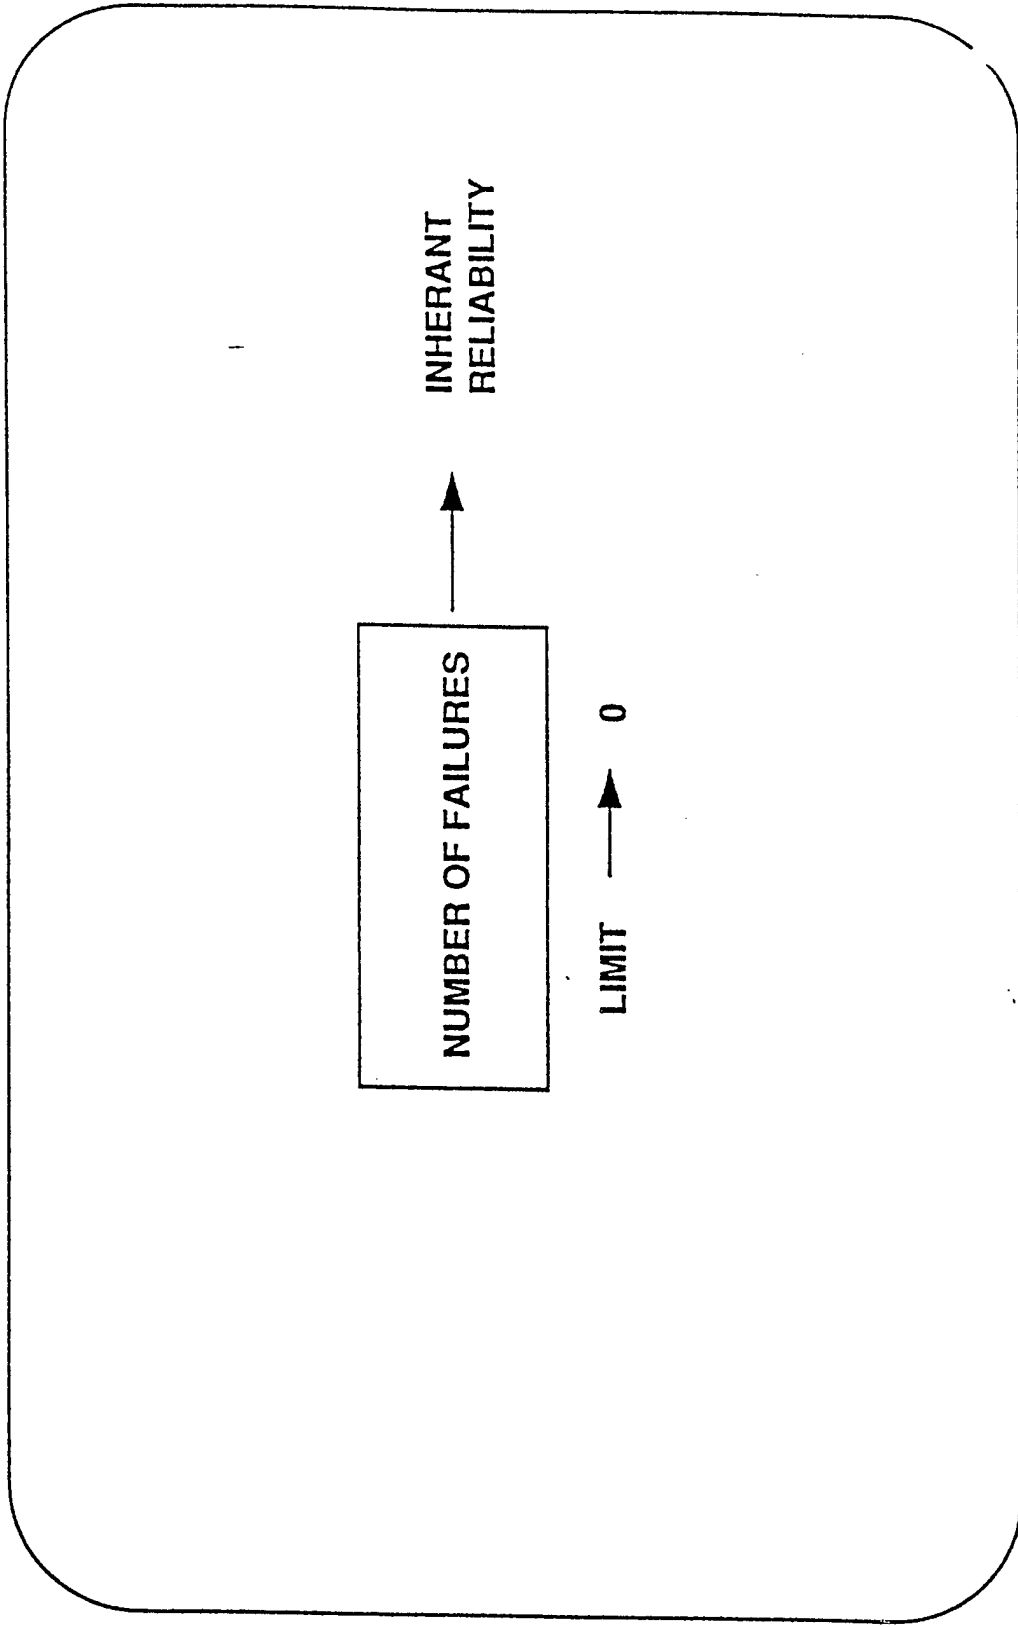 NUMBER OF FAILURES → INHERANT
RELIABILITY
LIMIT → 0